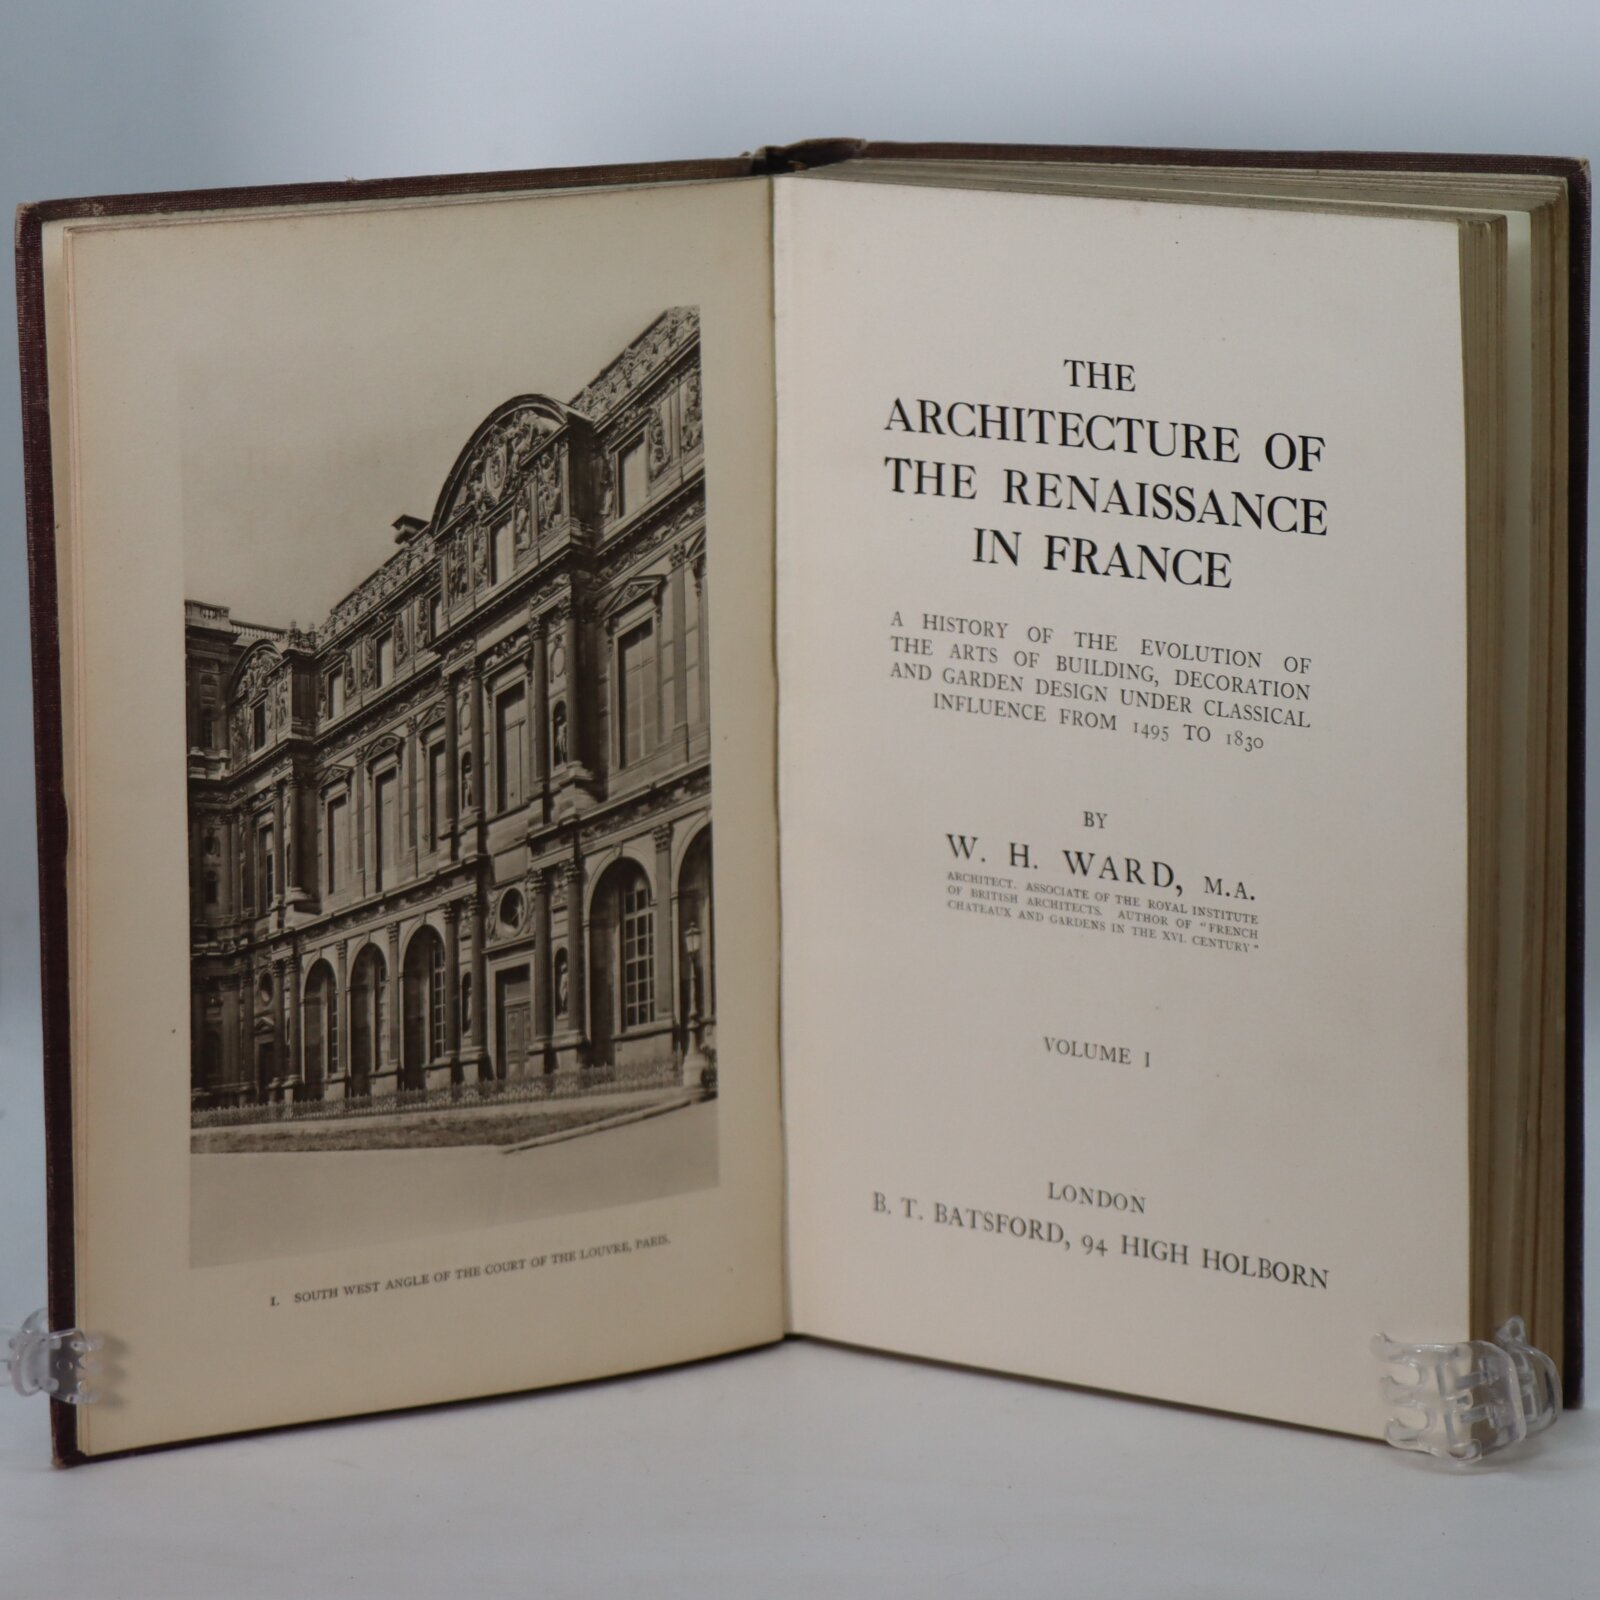 1. SOUTH WEST ANGLE OF THE COURT OF THE LOUVRE, PARIS.
THE
ARCHITECTURE OF
THE RENAISSANCE
IN FRANCE
A HISTORY OF THE EVOLUTION OF
THE ARTS OF BUILDING, DECORATION
AND GARDEN DESIGN UNDER CLASSICAL
INFLUENCE FROM 1495 TO 1830
BY
W. H. WARD, M.A.
ARCHITECT. ASSOCIATE OF THE ROYAL INSTITUTE
OF BRITISH ARCHITECTS. AUTHOR OF "FRENCH
CHATEAUX AND GARDENS IN THE XVI. CENTURY"
VOLUME I
LONDON
B. T. BATSFORD, 94 HIGH HOLBORN